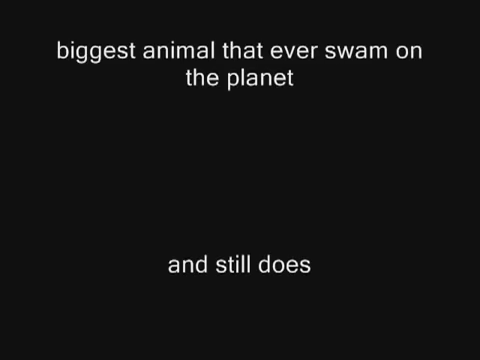 biggest animal that ever swam on
the planet
and still does